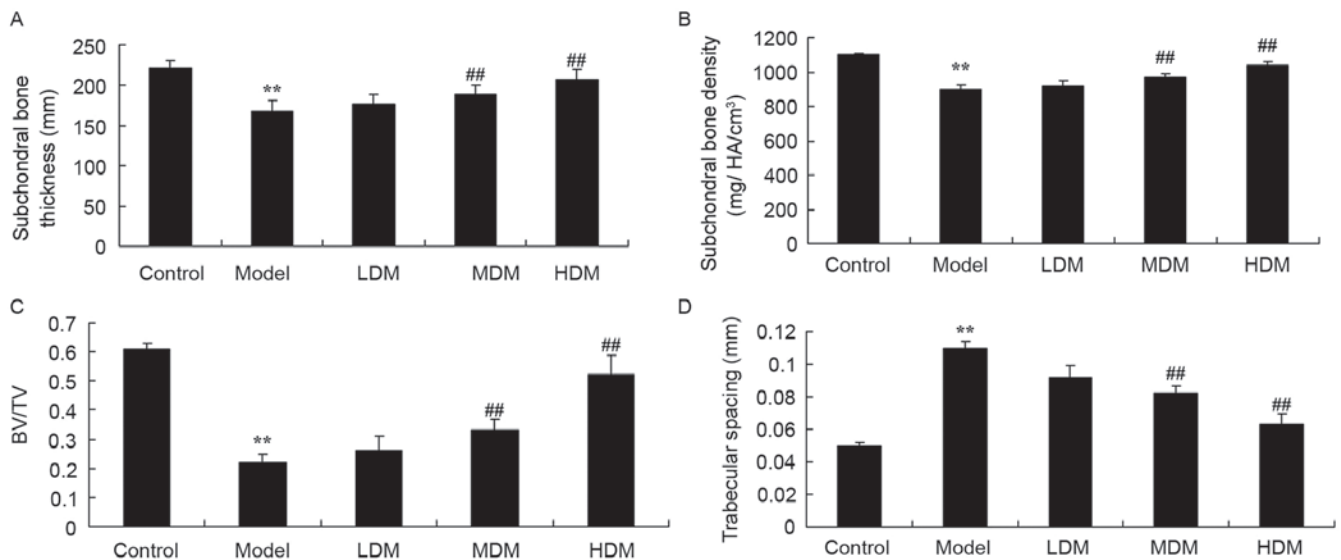 A
Subchondral bone
thickness (mm)
250
200
150
100
50
0
**
##
##
Control Model LDM MDM HDM
B
Subchondral bone density
(mg/ HA/cm³)
1200
1000
800
600
400
200
0
**
##
##
Control Model LDM MDM HDM
C
BV/TV
0.7
0.6
0.5
0.4
0.3
0.2
0.1
0
**
##
##
Control Model LDM MDM HDM
D
Trabecular spacing (mm)
0.12
0.1
0.08
0.06
0.04
0.02
0
**
##
##
Control Model LDM MDM HDM